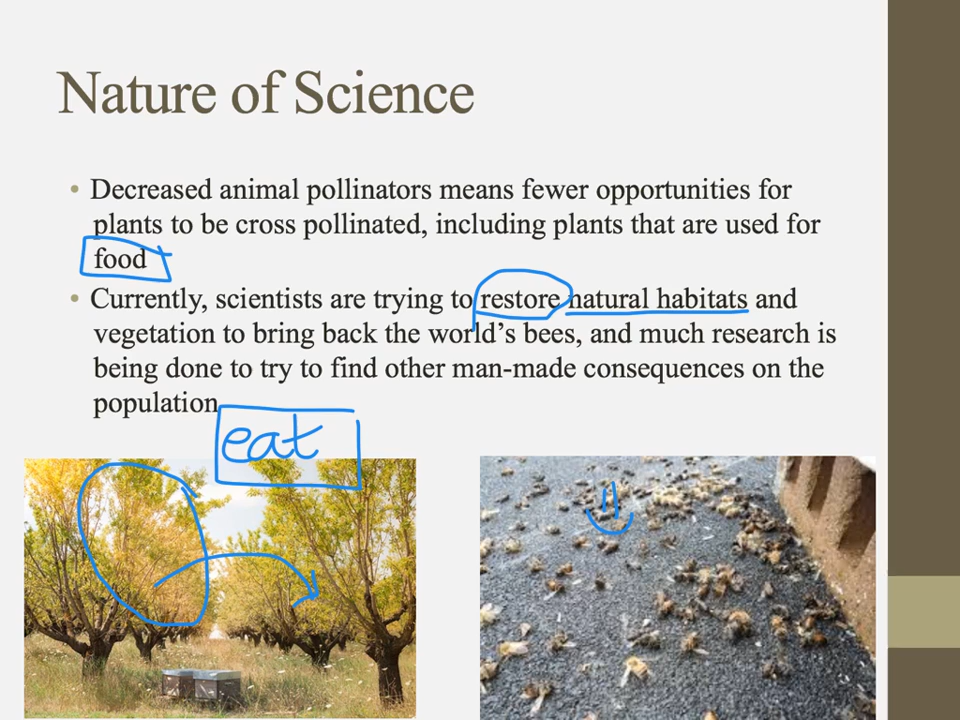 Nature of Science
• Decreased animal pollinators means fewer opportunities for
plants to be cross pollinated, including plants that are used for
food
• Currently, scientists are trying to restore natural habitats and
vegetation to bring back the world’s bees, and much research is
being done to try to find other man-made consequences on the
population
eat